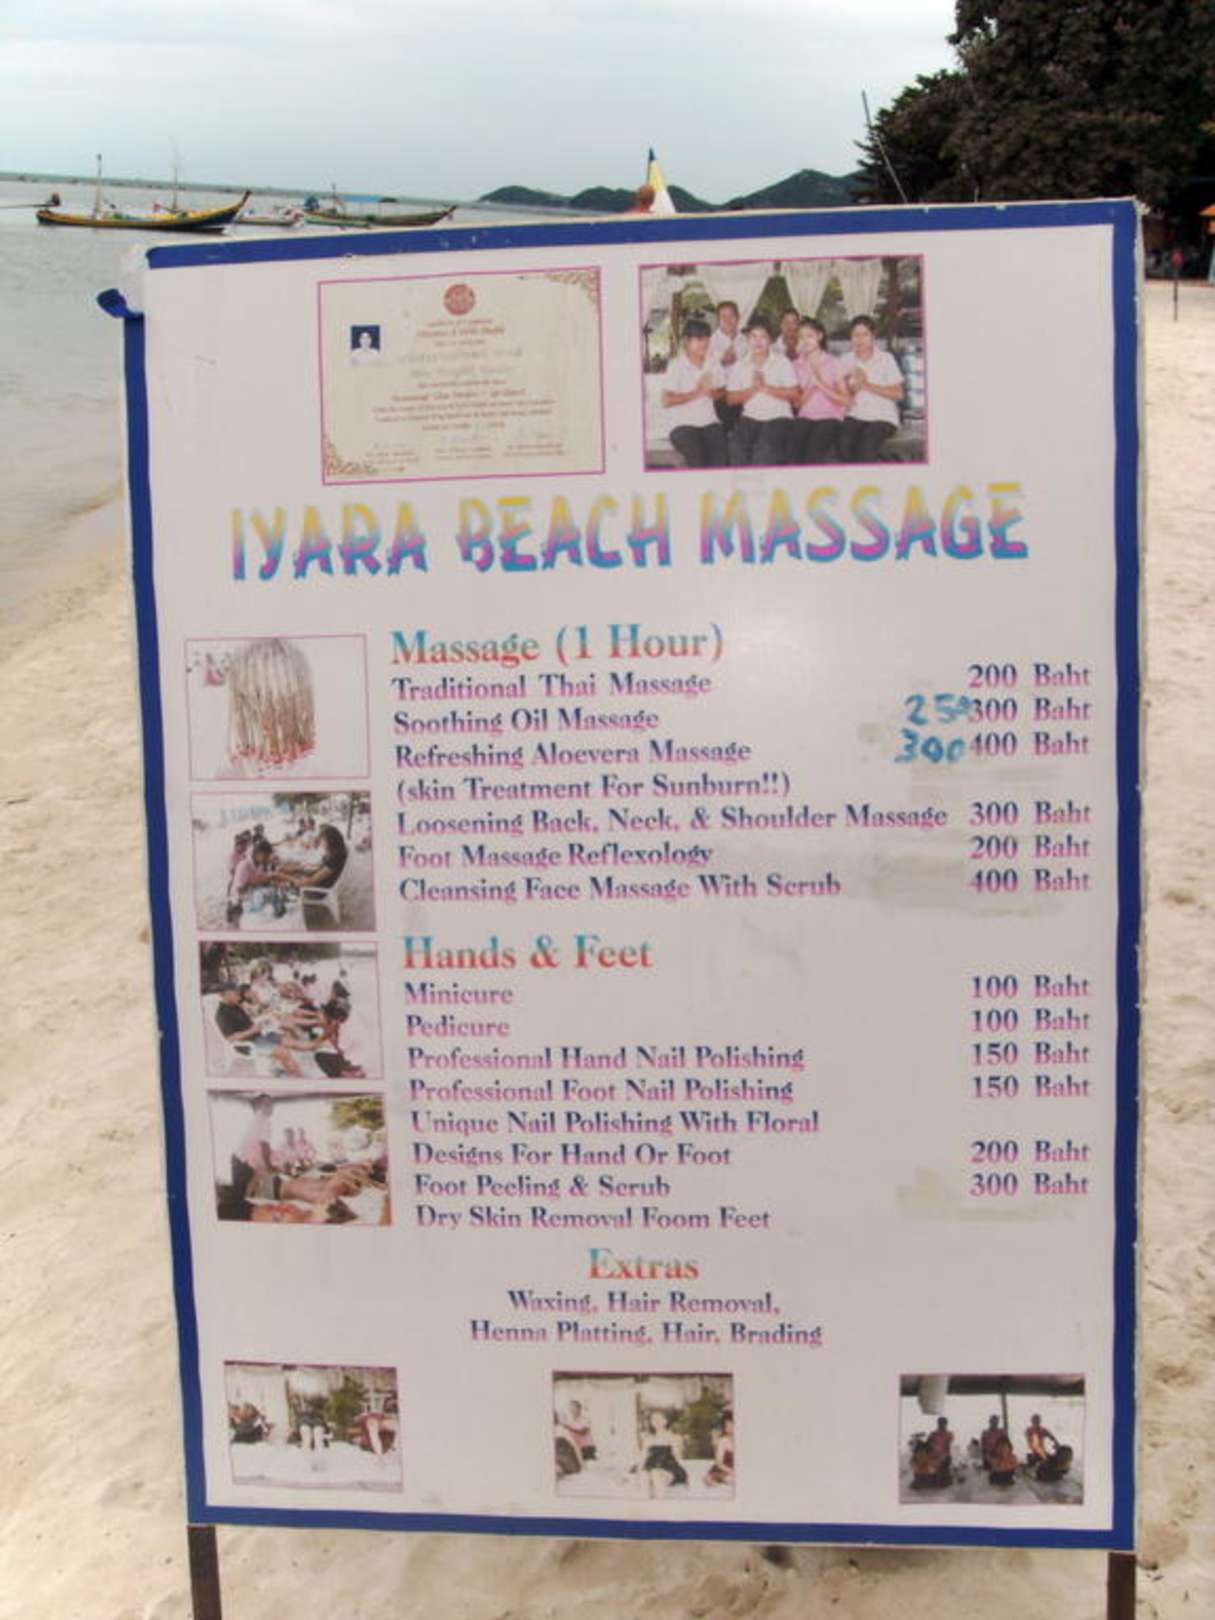 IYARA BEACH MASSAGE
Massage (1 Hour)
Traditional Thai Massage 200 Baht
Soothing Oil Massage 250 300 Baht
Refreshing Aloevera Massage 300 400 Baht
(skin Treatment For Sunburn!!)
Loosening Back, Neck, & Shoulder Massage 300 Baht
Foot Massage Reflexology 200 Baht
Cleansing Face Massage With Scrub 400 Baht
Hands & Feet
Minicure 100 Baht
Pedicure 100 Baht
Professional Hand Nail Polishing 150 Baht
Professional Foot Nail Polishing 150 Baht
Unique Nail Polishing With Floral
Designs For Hand Or Foot 200 Baht
Foot Peeling & Scrub 300 Baht
Dry Skin Removal Foom Feet
Extras
Waxing, Hair Removal,
Henna Platting, Hair, Brading